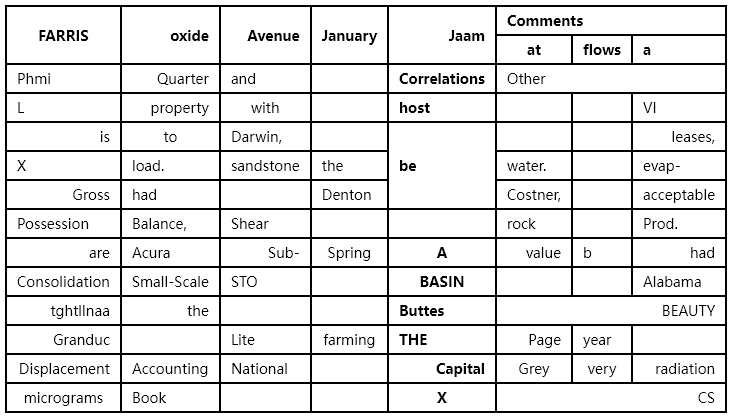 FARRIS oxide Avenue January Jaam Comments
at flows a
Phmi Quarter and Correlations Other
L property with host VI
is to Darwin, leases,
X load. sandstone the be water. evap-
Gross had Denton Costner, acceptable
Possession Balance, Shear rock Prod.
are Acura Sub- Spring A value b had
Consolidation Small-Scale STO BASIN Alabama
tghtllnaa the Buttes BEAUTY
Granduc Lite farming THE Page year
Displacement Accounting National Capital Grey very radiation
micrograms Book X CS